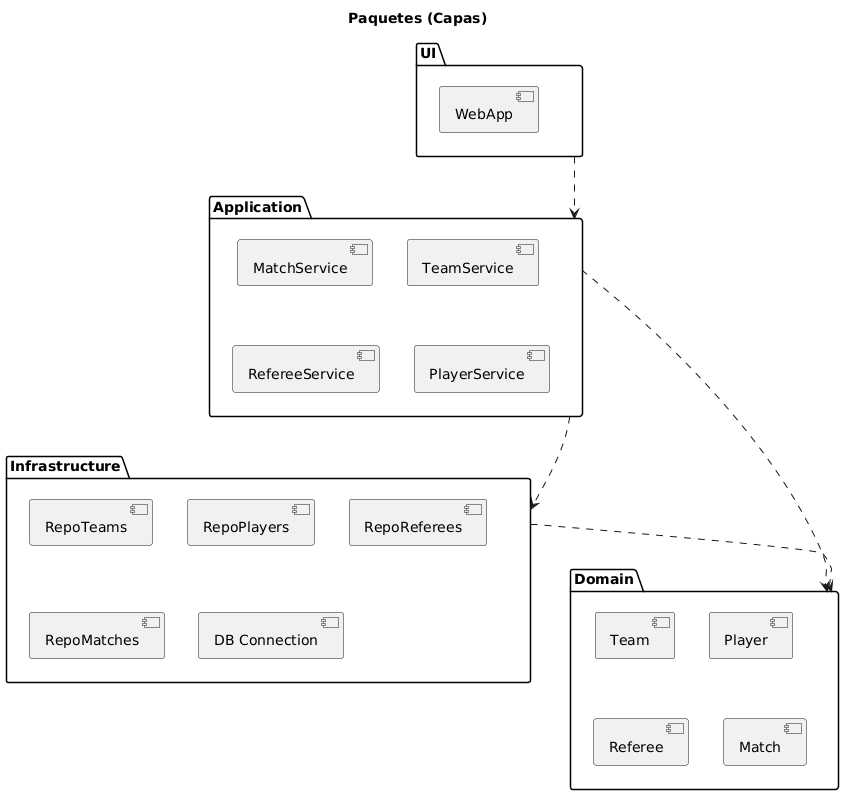 Paquetes (Capas)
UI
WebApp
Application
MatchService
TeamService
RefereeService
PlayerService
Infrastructure
RepoTeams
RepoPlayers
RepoReferees
RepoMatches
DB Connection
Domain
Team
Player
Referee
Match